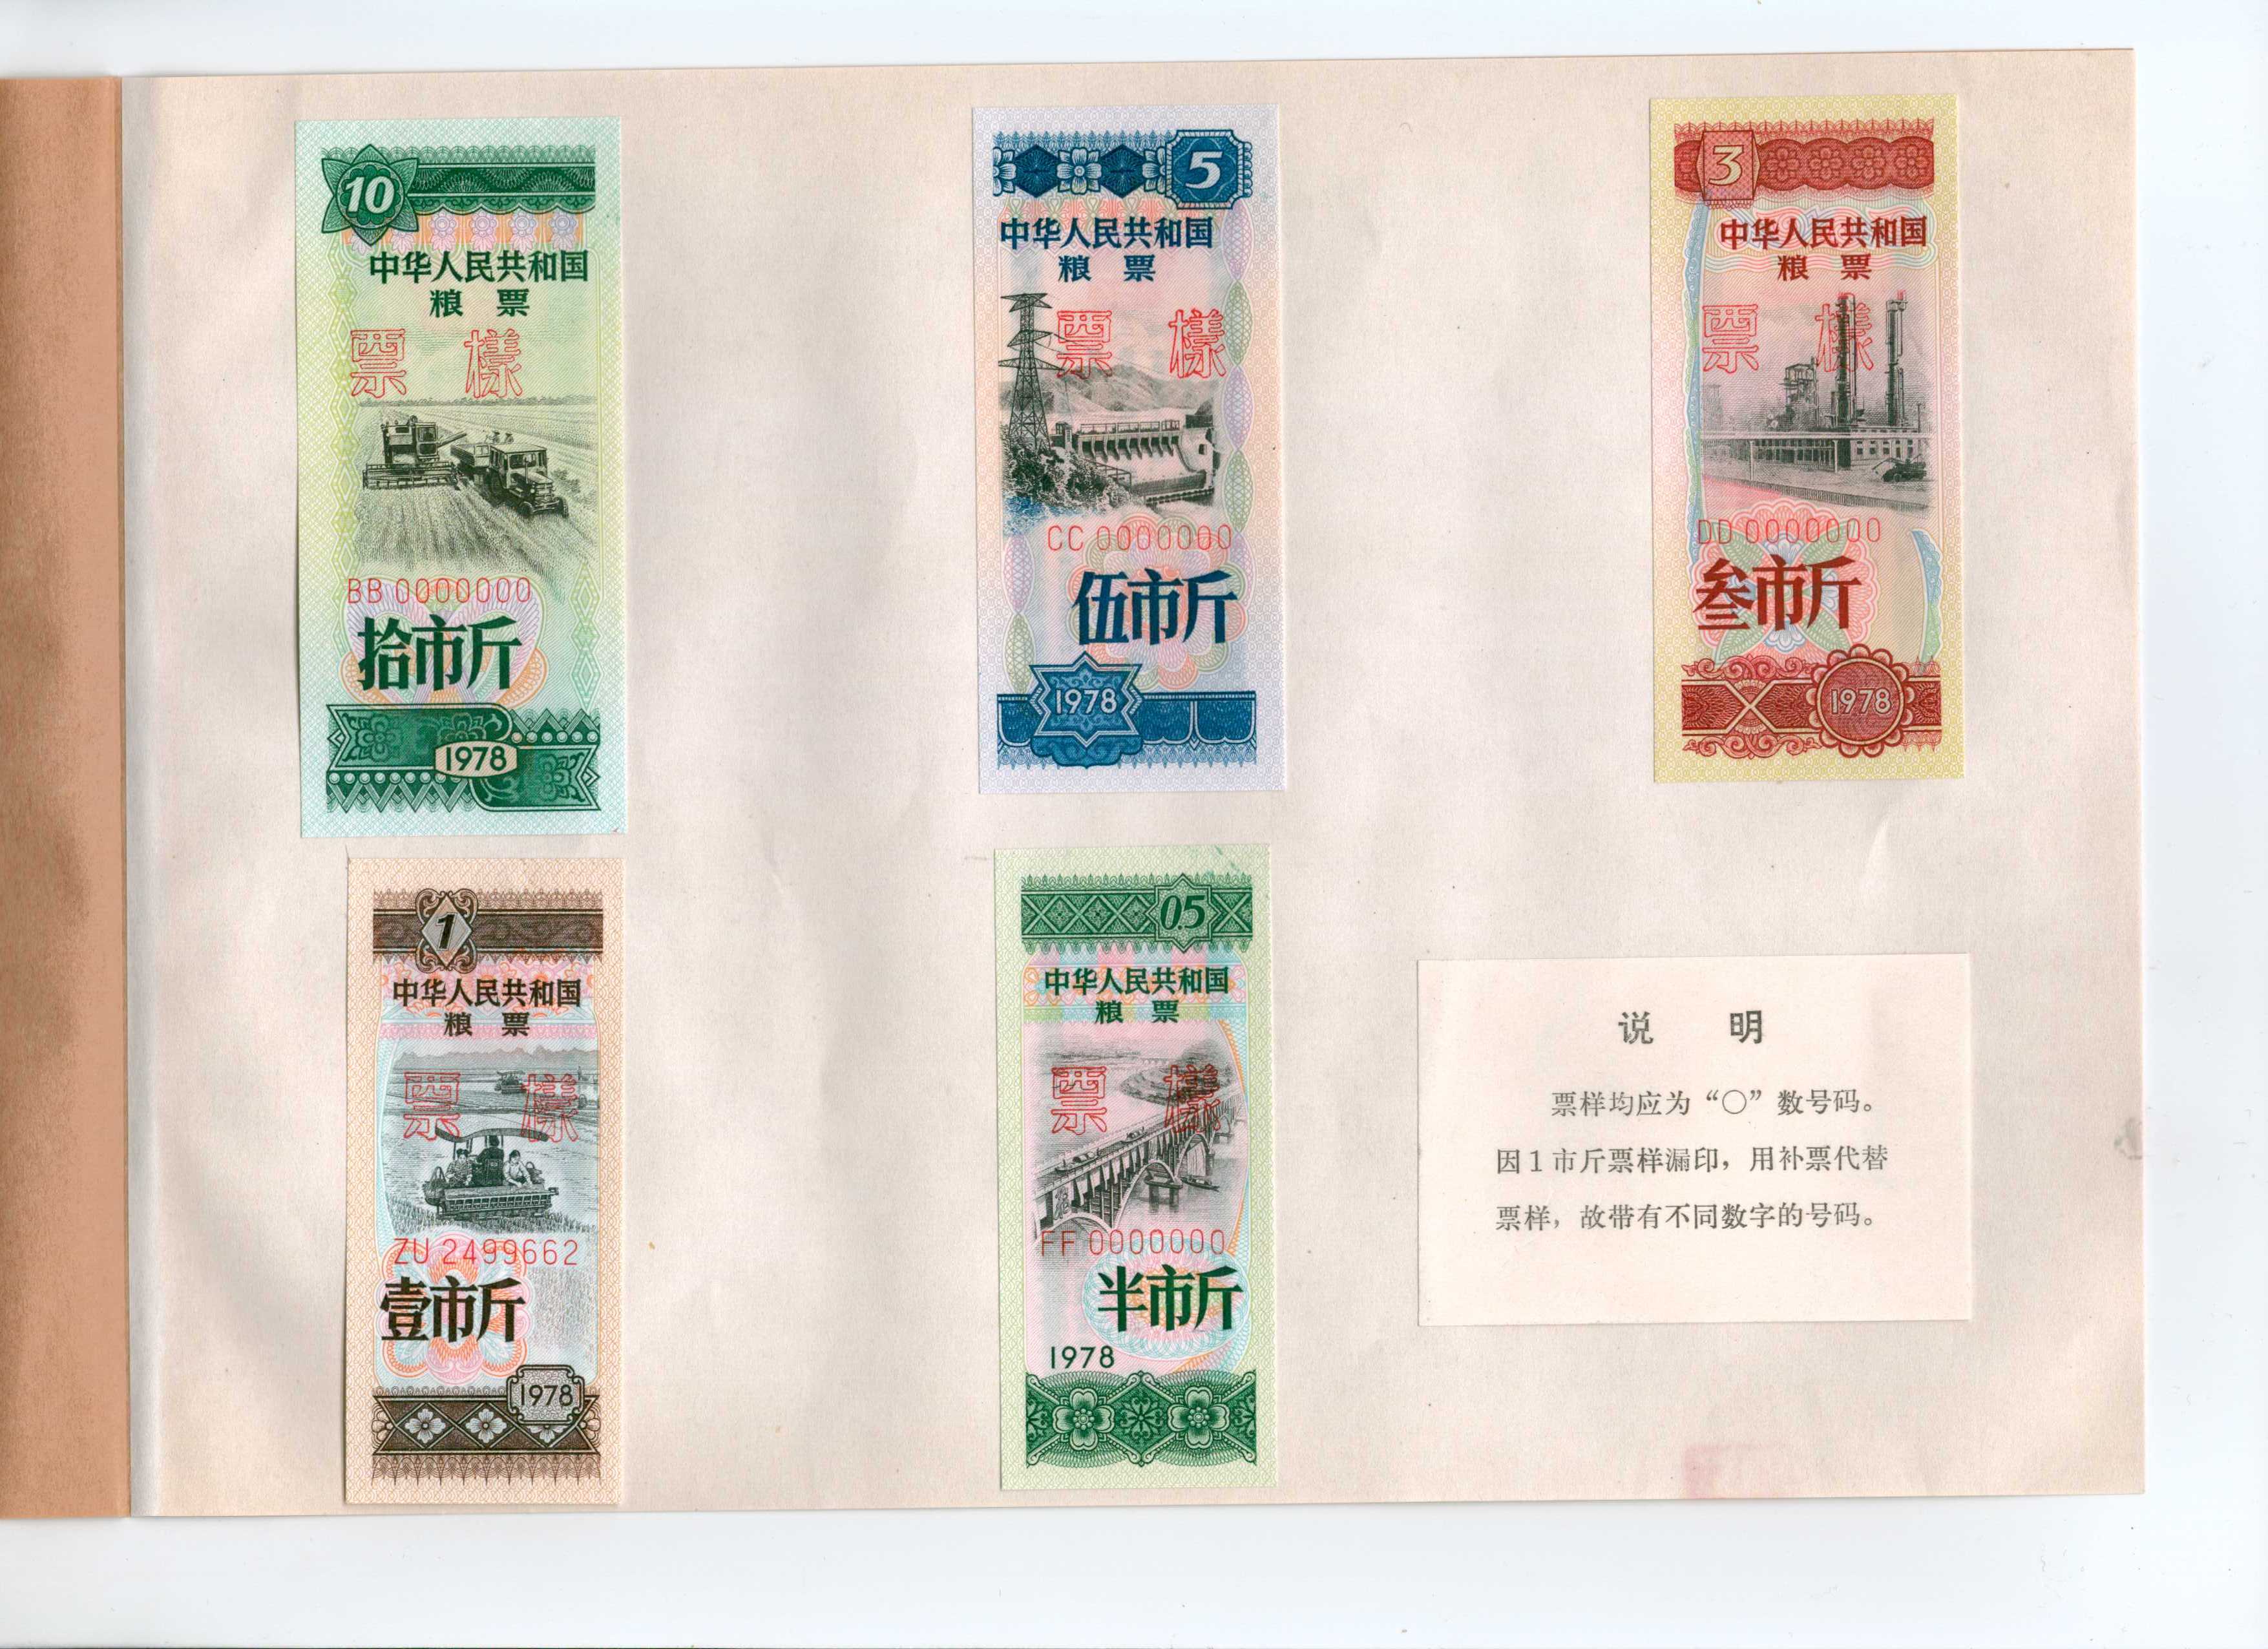 10
中华人民共和国
粮 票
票 樣
BB 0000000
拾市斤
1978
5
中华人民共和国
粮 票
票 樣
CC 0000000
伍市斤
1978
3
中华人民共和国
粮 票
票 樣
DD 0000000
叁市斤
1978
1
中华人民共和国
粮 票
票 樣
ZU 2499662
壹市斤
1978
0.5
中华人民共和国
粮 票
票 樣
FF 0000000
半市斤
1978
说 明
票样均应为“〇”数号码。
因1市斤票样漏印，用补票代替
票样，故带有不同数字的号码。